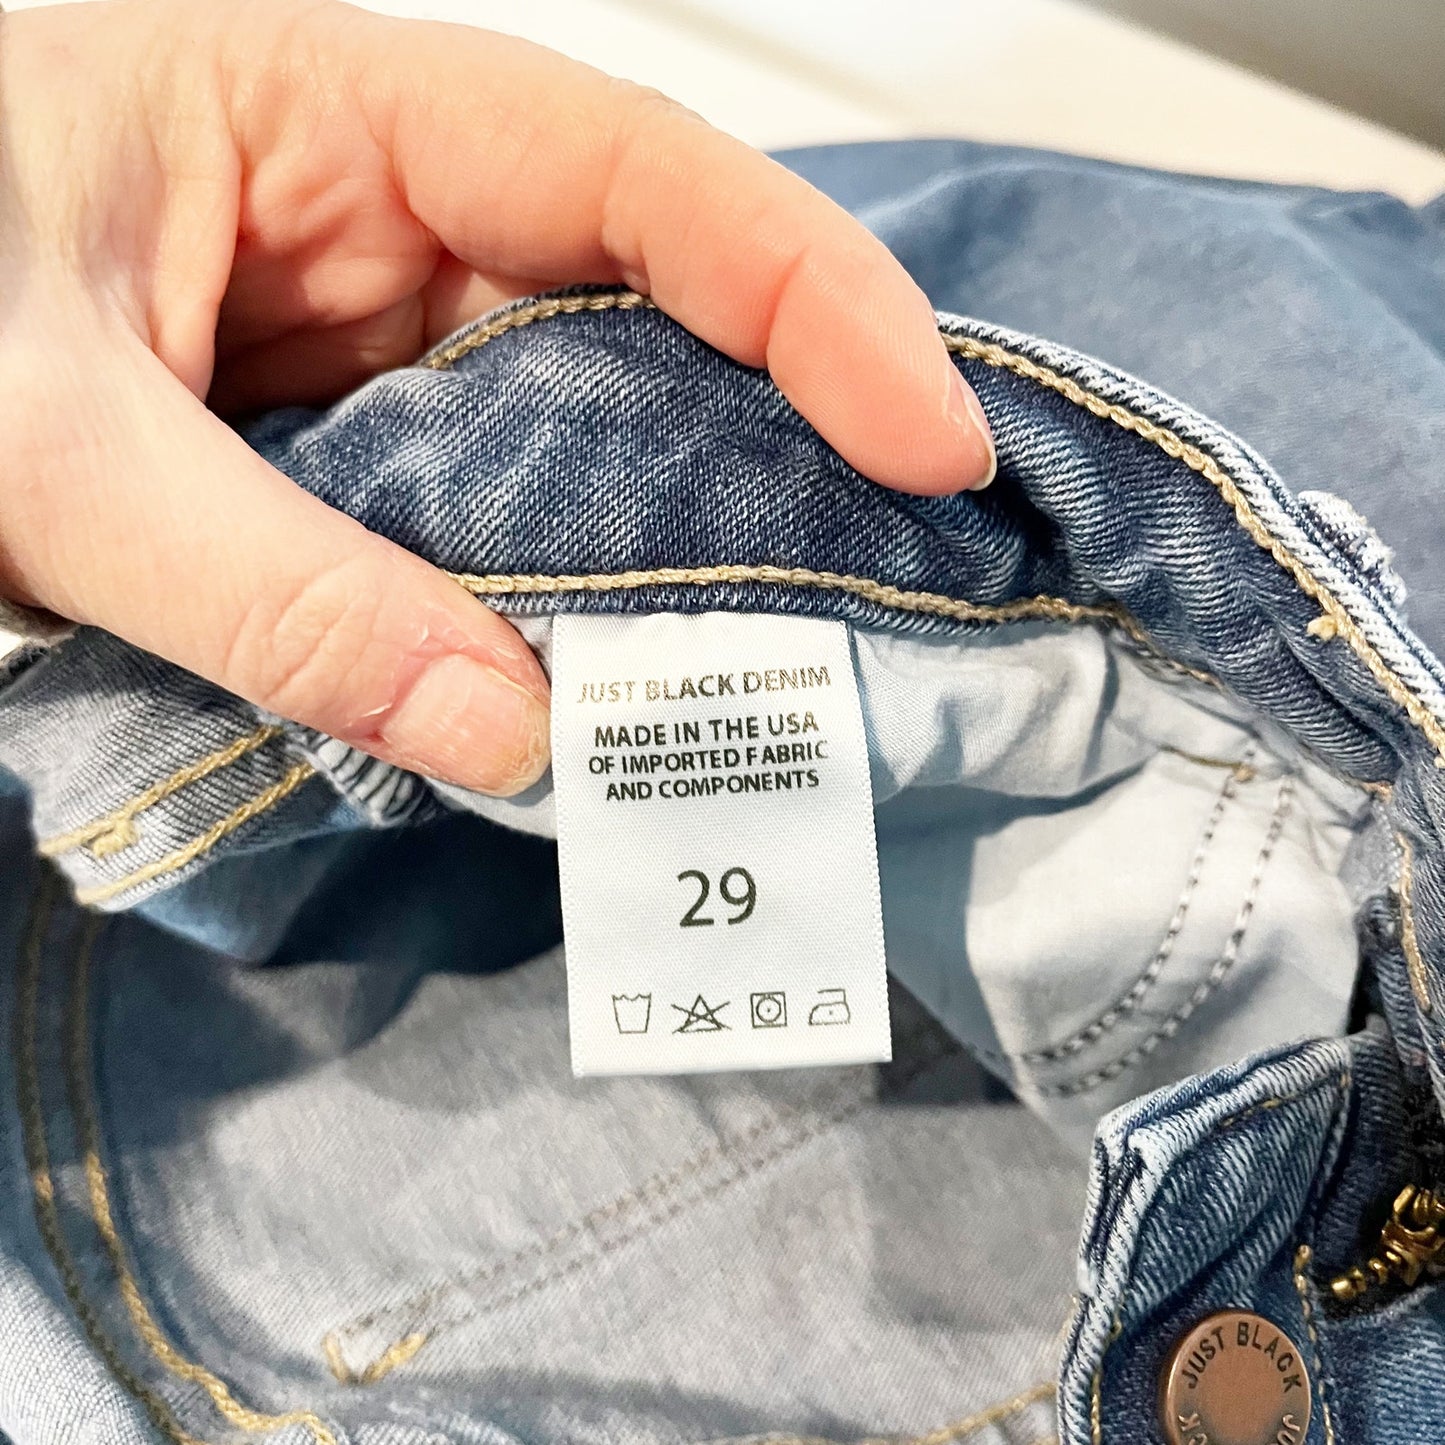 JUST BLACK DENIM
MADE IN THE USA
OF IMPORTED FABRIC
AND COMPONENTS
29
JUST BLACK